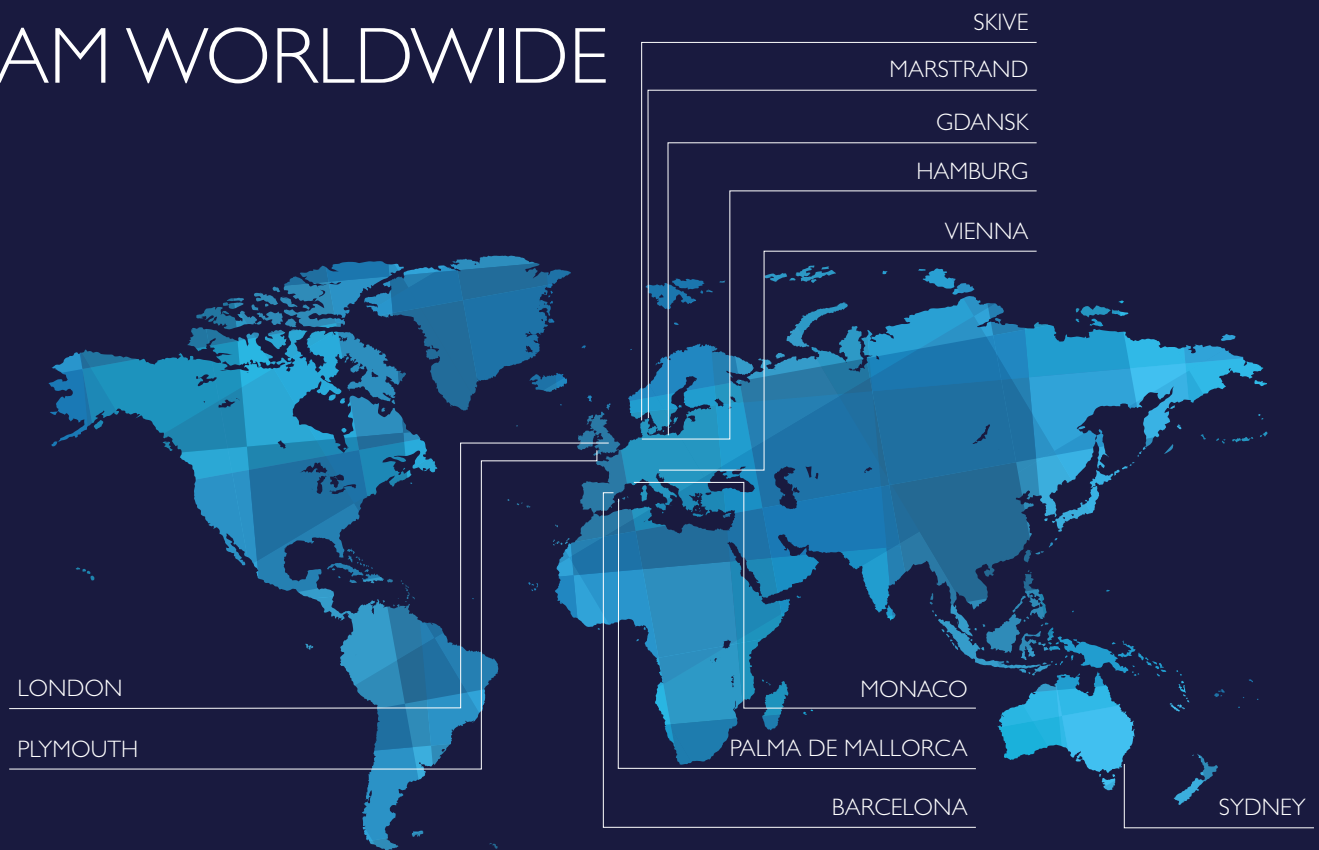 AM WORLDWIDE
SKIVE
MARSTRAND
GDANSK
HAMBURG
VIENNA
LONDON
PLYMOUTH
MONACO
PALMA DE MALLORCA
BARCELONA
SYDNEY